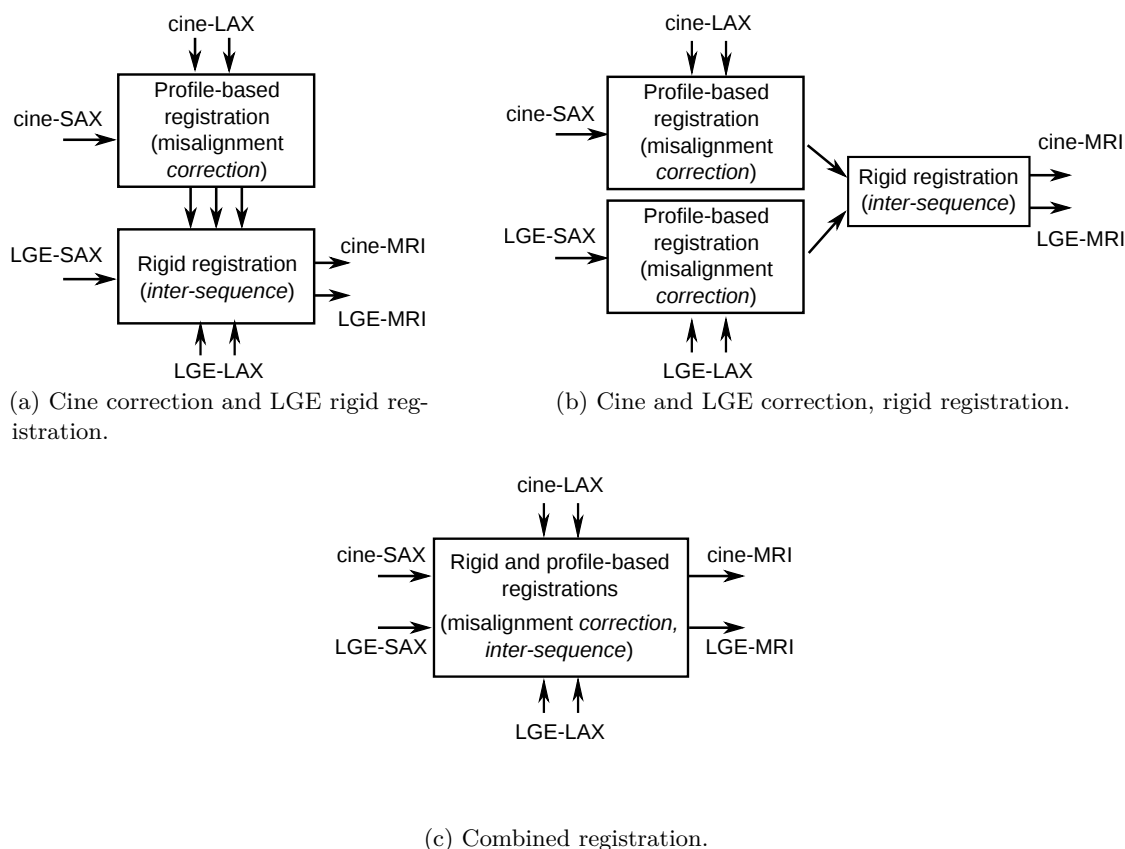 cine-LAX
Profile-based
registration
(misalignment
correction)
cine-SAX
LGE-SAX
Rigid registration
(inter-sequence)
cine-MRI
LGE-MRI
LGE-LAX
(a) Cine correction and LGE rigid reg-
istration.
cine-LAX
cine-SAX
Profile-based
registration
(misalignment
correction)
LGE-SAX
Profile-based
registration
(misalignment
correction)
Rigid registration
(inter-sequence)
cine-MRI
LGE-MRI
LGE-LAX
(b) Cine and LGE correction, rigid registration.
cine-LAX
cine-SAX
LGE-SAX
Rigid and profile-based
registrations
(misalignment correction,
inter-sequence)
cine-MRI
LGE-MRI
LGE-LAX
(c) Combined registration.